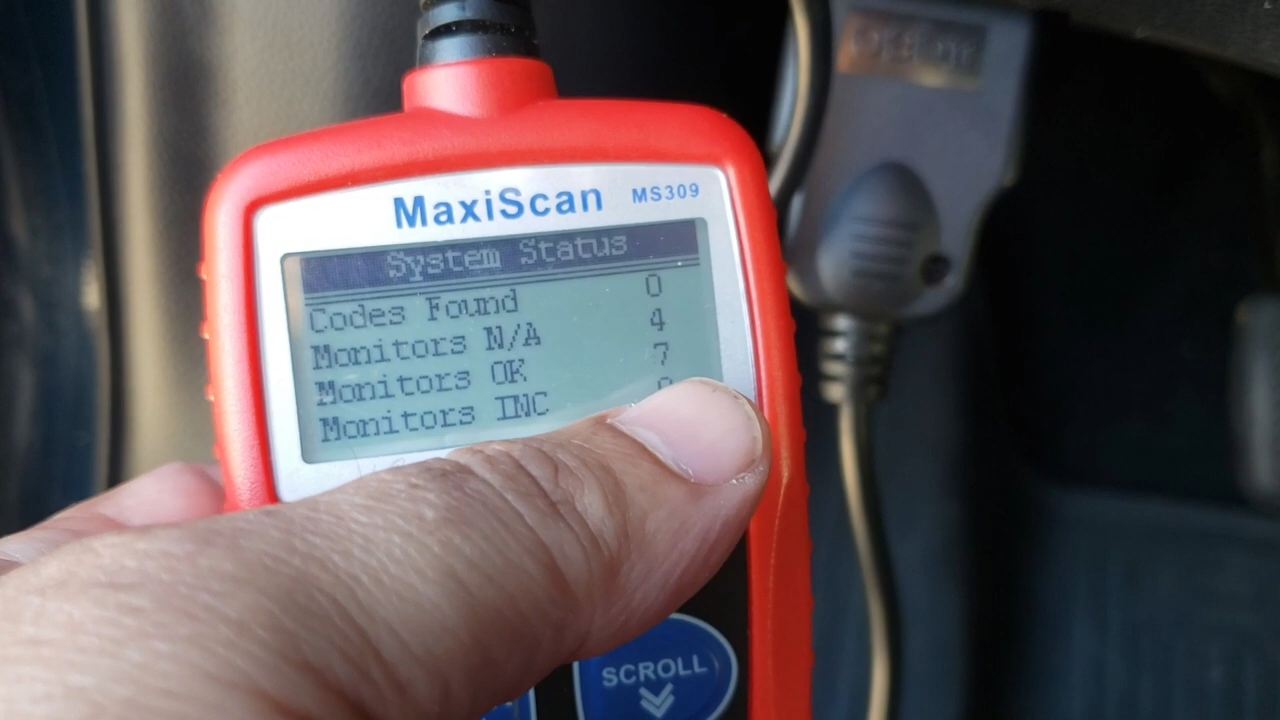 MaxiScan MS309
System Status
Codes Found 0
Monitors N/A 4
Monitors OK 7
Monitors INC
SCROLL